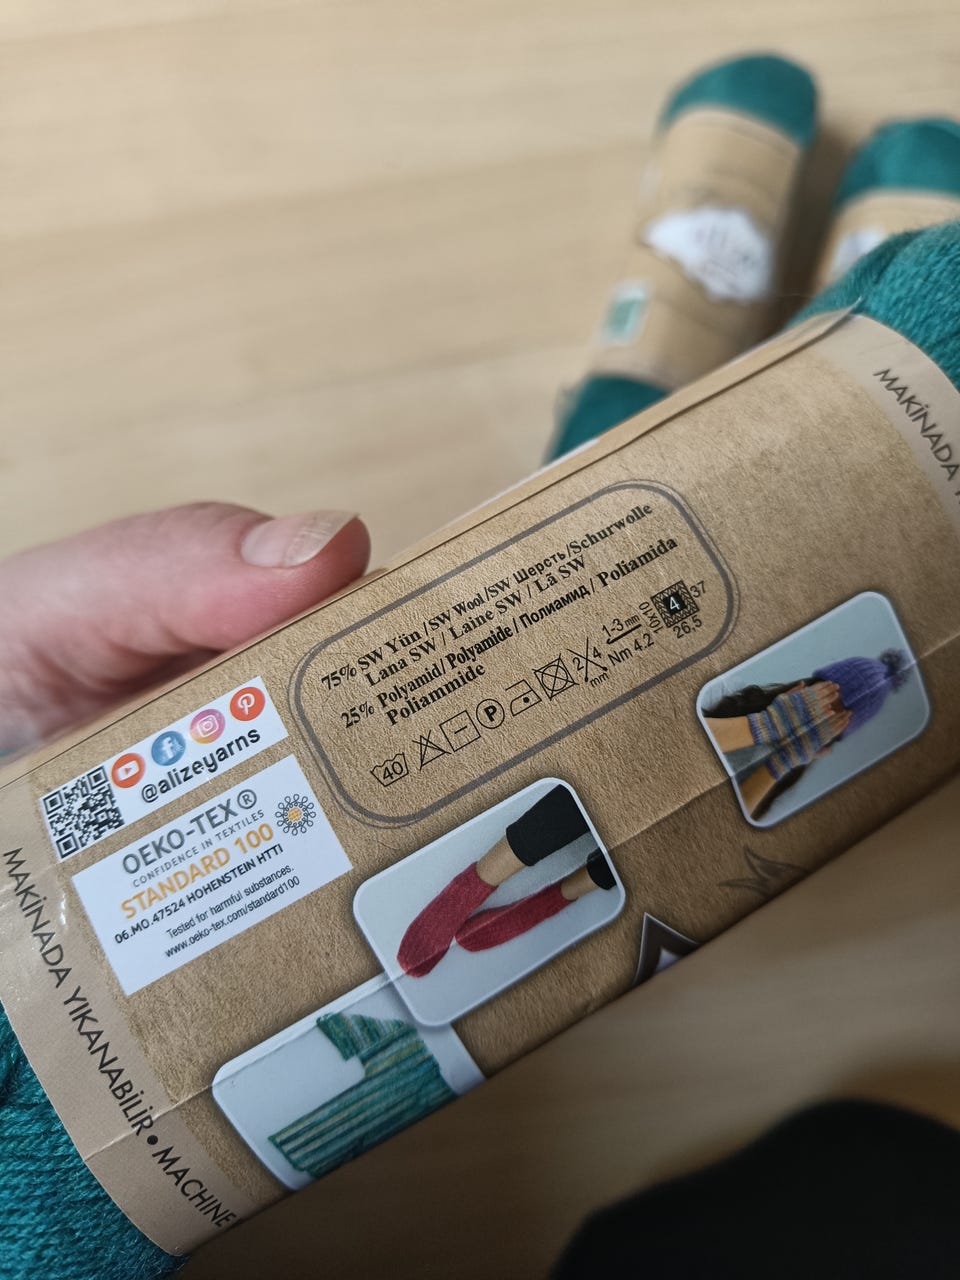 75% SW Yün / SW Wool / SW Шерсть / Schurwolle
Lana SW / Laine SW / Lã SW
25% Polyamid / Polyamide / Полиамид / Poliamida
Poliammide
40
P
2 4
mm
1-3 mm
Nm 4.2
10x10
4
37
26,5
@alizeyarns
OEKO-TEX®
CONFIDENCE IN TEXTILES
STANDARD 100
06.MO.47524 HOHENSTEIN HTTI
Tested for harmful substances.
www.oeko-tex.com/standard100
MAKİNADA YIKANABİLİR • MACHINE
MAKİNADA